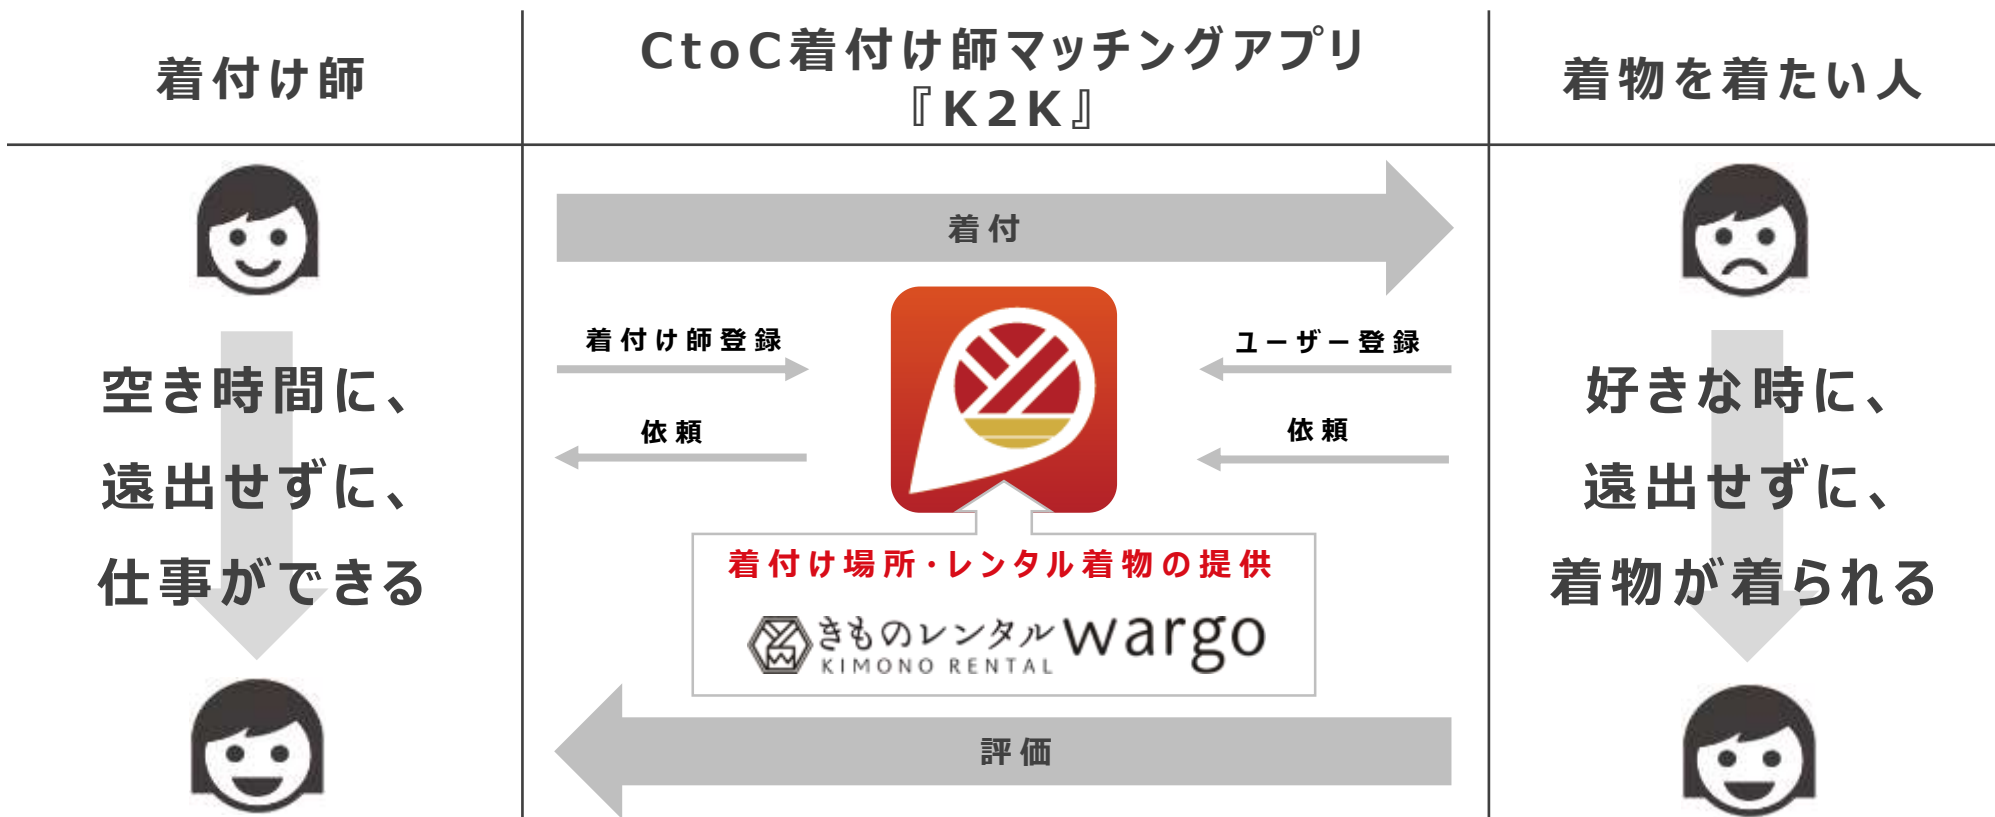 着付け師
CtoC着付け師マッチングアプリ
『K2K』
着物を着たい人
着付
着付け師登録
ユーザー登録
依頼
依頼
空き時間に、
遠出せずに、
仕事ができる
好きな時に、
遠出せずに、
着物が着られる
着付け場所・レンタル着物の提供
きものレンタル wargo
KIMONO RENTAL
評価